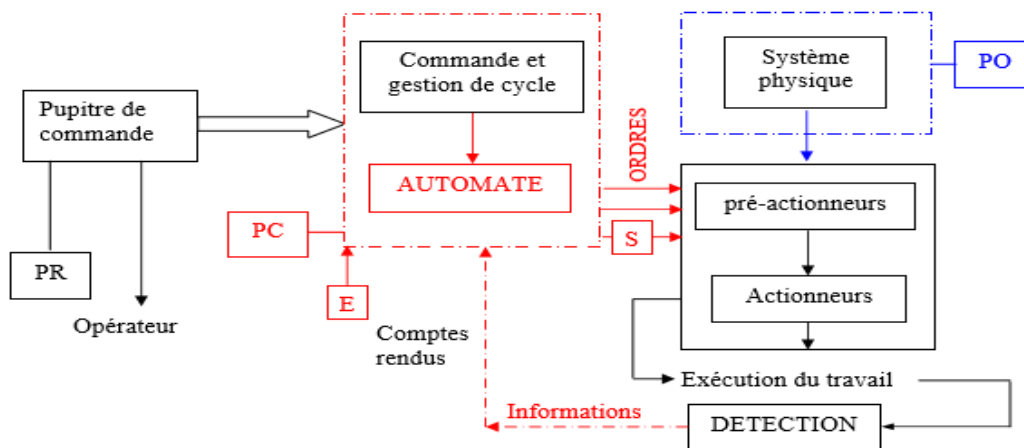 Commande et
gestion de cycle
Système
physique
PO
Pupitre de
commande
ORDRES
AUTOMATE
pré-actionneurs
PC
S
PR
E
Actionneurs
Opérateur
Comptes
rendus
Exécution du travail
Informations
DETECTION